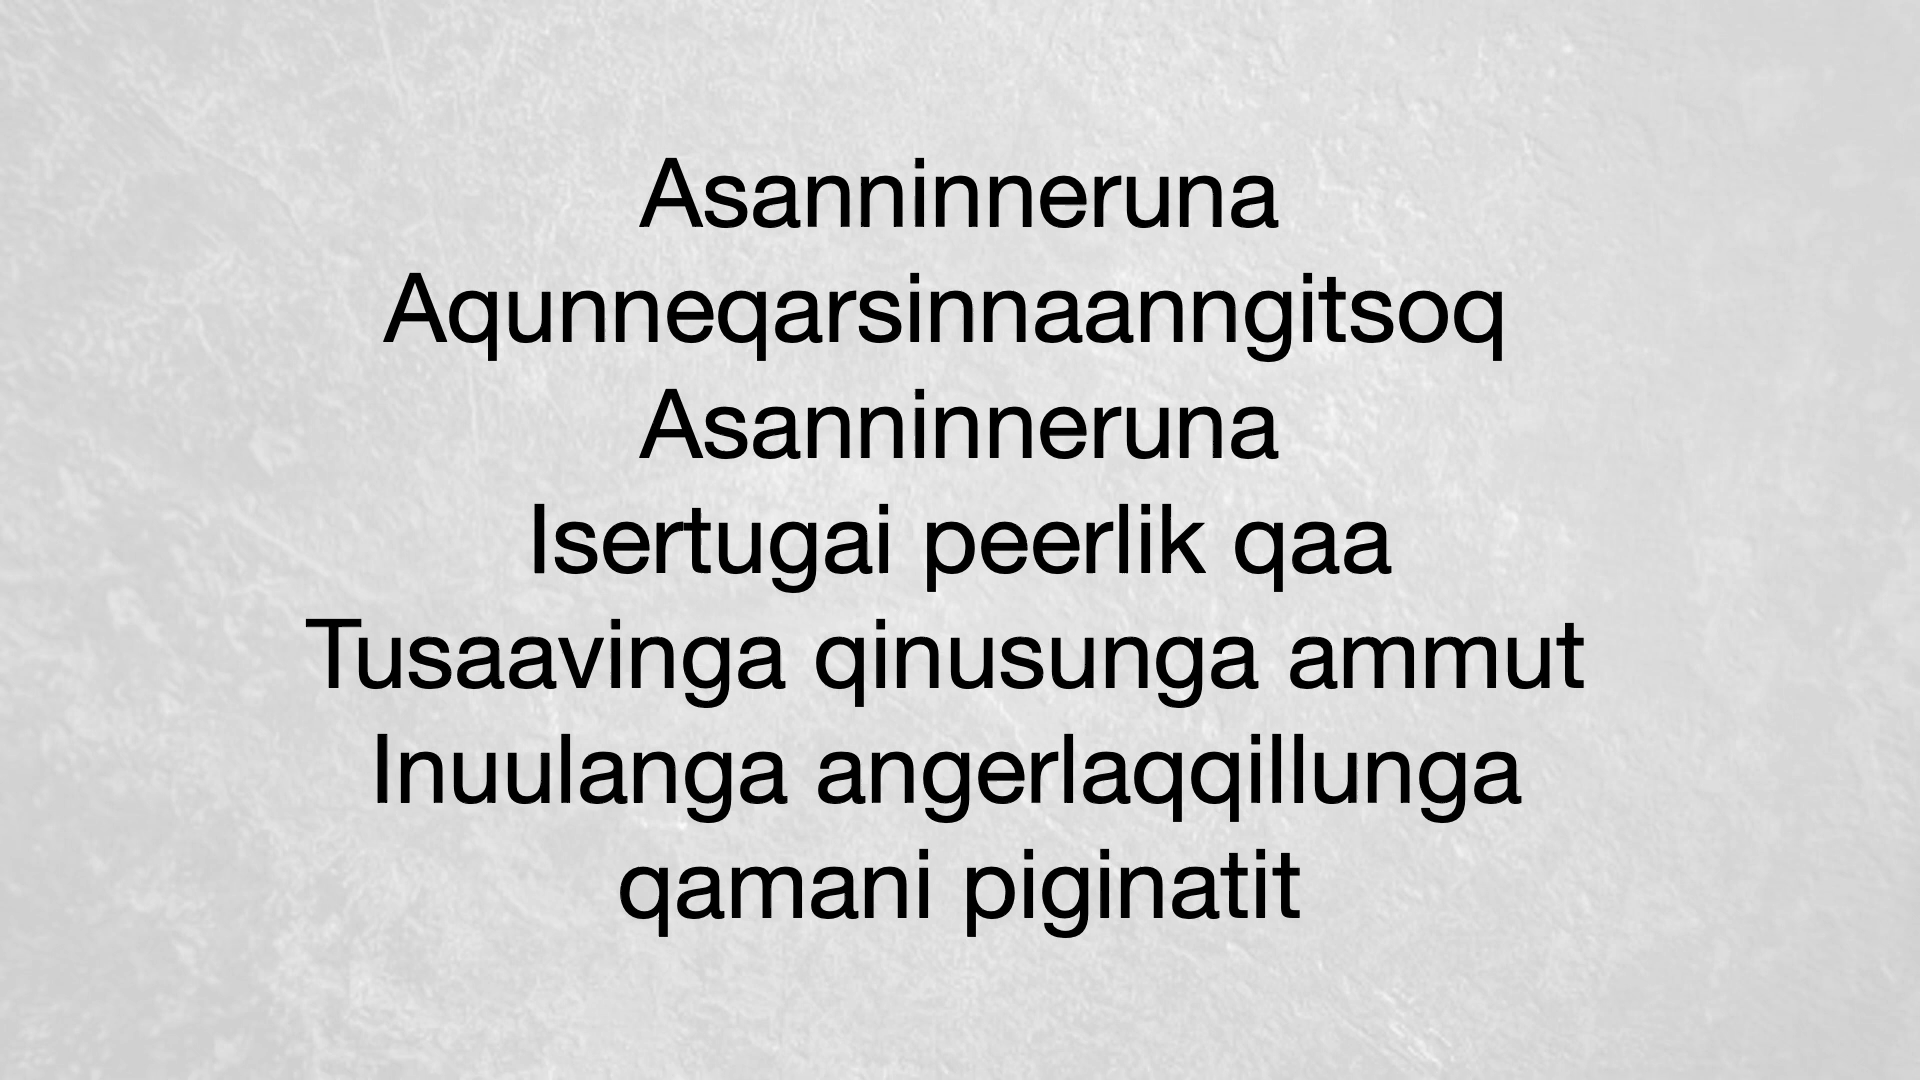 Asanninneruna
Aqunneqarsinnaanngitsoq
Asanninneruna
Isertugai peerlik qaa
Tusaavinga qinusunga ammut
Inuulanga angerlaqqillunga
qamani piginatit